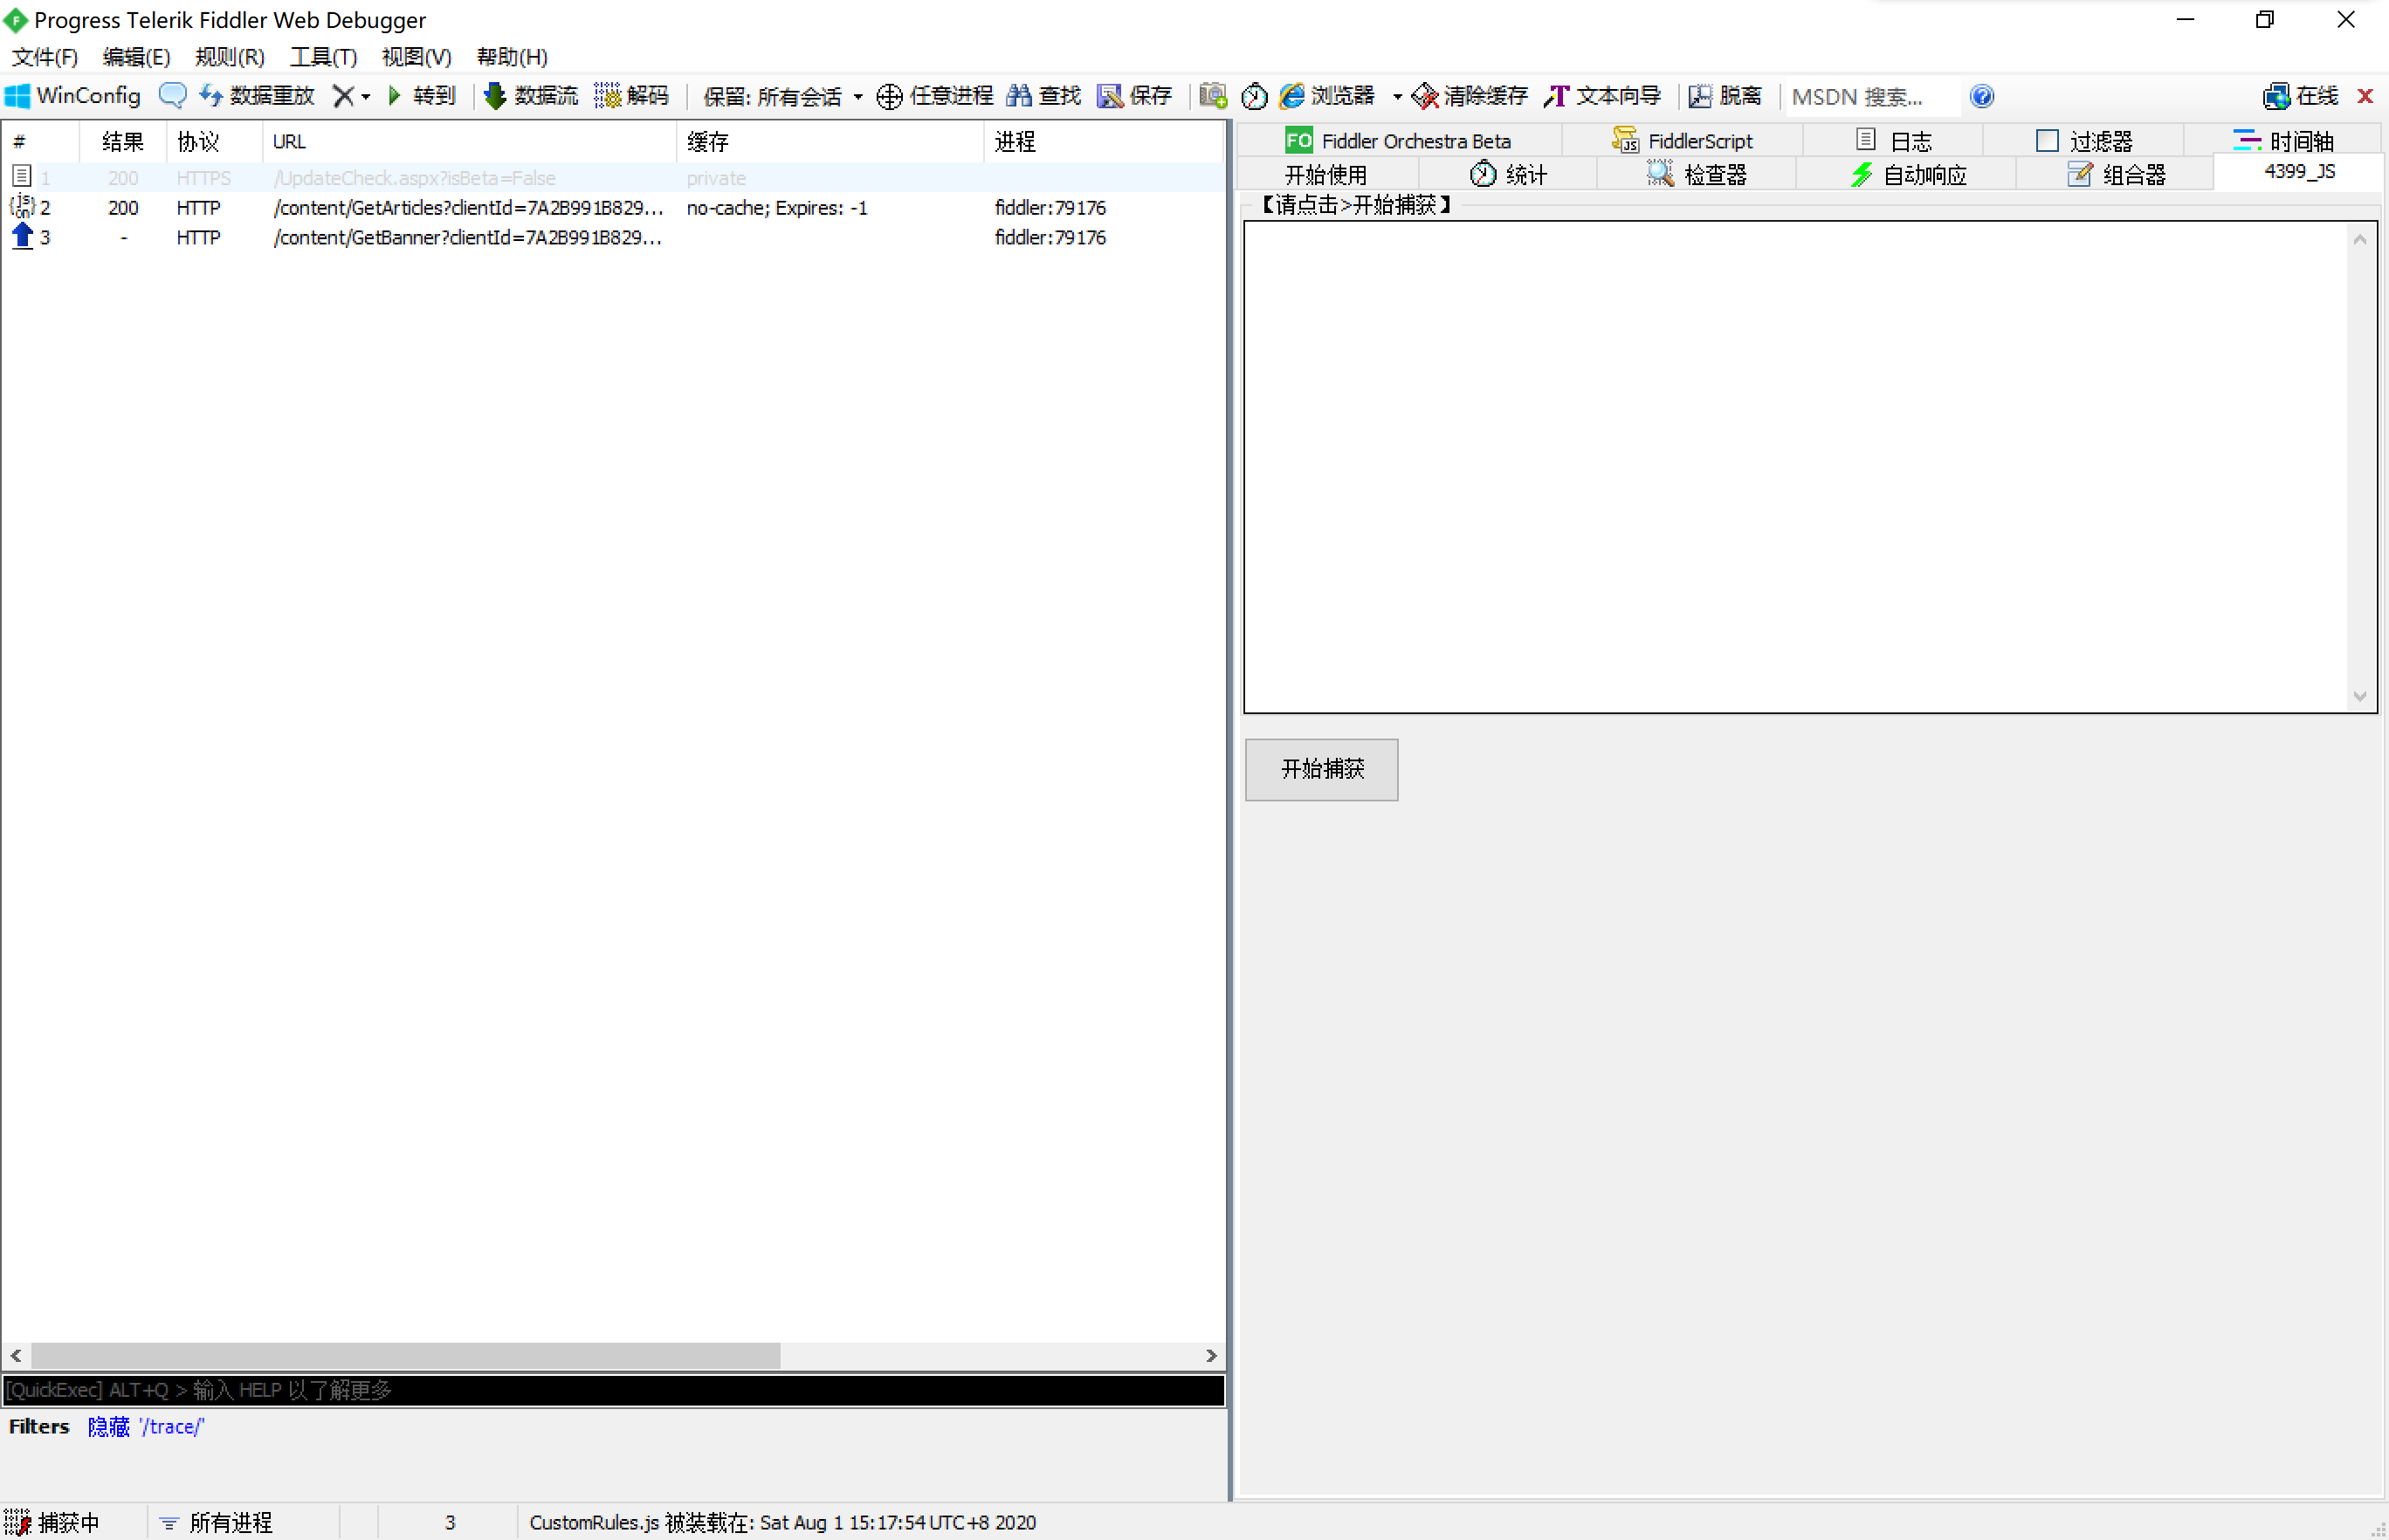 Progress Telerik Fiddler Web Debugger
文件(F) 编辑(E) 规则(R) 工具(T) 视图(V) 帮助(H)
WinConfig 数据重放 转到 数据流 解码 保留: 所有会话 任意进程 查找 保存 浏览器 清除缓存 文本向导 脱离 MSDN 搜索... 在线
# 结果 协议 URL 缓存 进程
1 200 HTTPS /UpdateCheck.aspx?isBeta=False private
2 200 HTTP /content/GetArticles?clientId=7A2B991B829... no-cache; Expires: -1 fiddler:79176
3 - HTTP /content/GetBanner?clientId=7A2B991B829... fiddler:79176
FO Fiddler Orchestra Beta FiddlerScript 日志 过滤器 时间轴
开始使用 统计 检查器 自动响应 组合器 4399_JS
【请点击>开始捕获】
开始捕获
[QuickExec] ALT+Q > 输入 HELP 以了解更多
Filters 隐藏 '/trace/'
捕获中 所有进程 3 CustomRules.js 被装载在: Sat Aug 1 15:17:54 UTC+8 2020